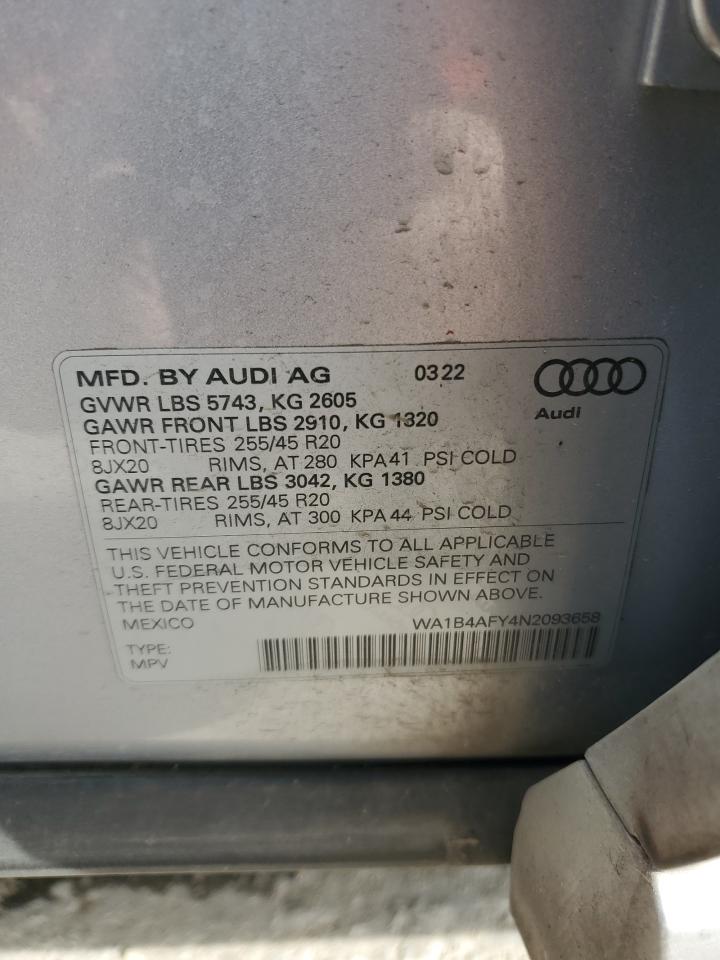 MFD. BY AUDI AG 03 22
Audi
GVWR LBS 5743, KG 2605
GAWR FRONT LBS 2910, KG 1320
FRONT-TIRES 255/45 R20
8JX20 RIMS, AT 280 KPA 41 PSI COLD
GAWR REAR LBS 3042, KG 1380
REAR-TIRES 255/45 R20
8JX20 RIMS, AT 300 KPA 44 PSI COLD
THIS VEHICLE CONFORMS TO ALL APPLICABLE
U.S. FEDERAL MOTOR VEHICLE SAFETY AND
THEFT PREVENTION STANDARDS IN EFFECT ON
THE DATE OF MANUFACTURE SHOWN ABOVE.
MEXICO WA1B4AFY4N2093658
TYPE:
MPV